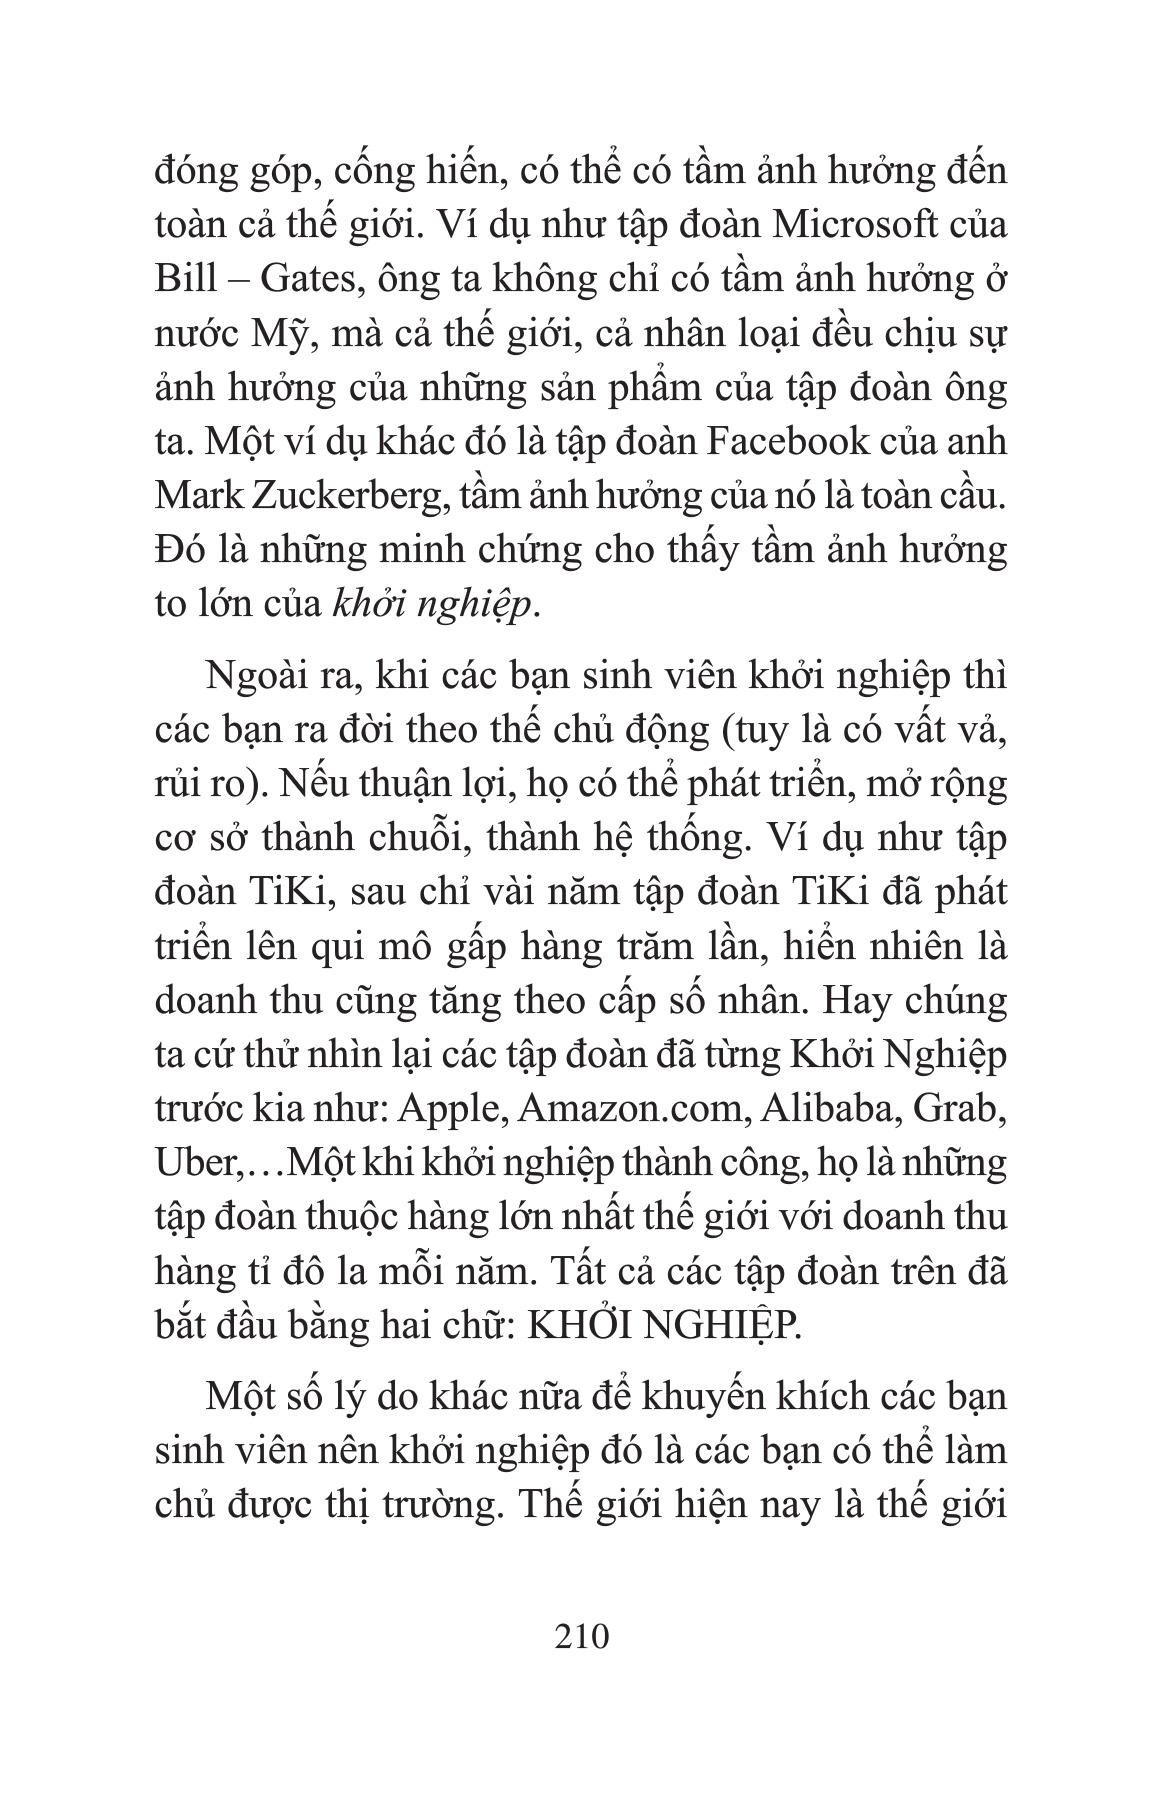 đóng góp, cống hiến, có thể có tầm ảnh hưởng đến
toàn cả thế giới. Ví dụ như tập đoàn Microsoft của
Bill – Gates, ông ta không chỉ có tầm ảnh hưởng ở
nước Mỹ, mà cả thế giới, cả nhân loại đều chịu sự
ảnh hưởng của những sản phẩm của tập đoàn ông
ta. Một ví dụ khác đó là tập đoàn Facebook của anh
Mark Zuckerberg, tầm ảnh hưởng của nó là toàn cầu.
Đó là những minh chứng cho thấy tầm ảnh hưởng
to lớn của khởi nghiệp.
Ngoài ra, khi các bạn sinh viên khởi nghiệp thì
các bạn ra đời theo thế chủ động (tuy là có vất vả,
rủi ro). Nếu thuận lợi, họ có thể phát triển, mở rộng
cơ sở thành chuỗi, thành hệ thống. Ví dụ như tập
đoàn TiKi, sau chỉ vài năm tập đoàn TiKi đã phát
triển lên qui mô gấp hàng trăm lần, hiển nhiên là
doanh thu cũng tăng theo cấp số nhân. Hay chúng
ta cứ thử nhìn lại các tập đoàn đã từng Khởi Nghiệp
trước kia như: Apple, Amazon.com, Alibaba, Grab,
Uber,…Một khi khởi nghiệp thành công, họ là những
tập đoàn thuộc hàng lớn nhất thế giới với doanh thu
hàng tỉ đô la mỗi năm. Tất cả các tập đoàn trên đã
bắt đầu bằng hai chữ: KHỞI NGHIỆP.
Một số lý do khác nữa để khuyến khích các bạn
sinh viên nên khởi nghiệp đó là các bạn có thể làm
chủ được thị trường. Thế giới hiện nay là thế giới
210